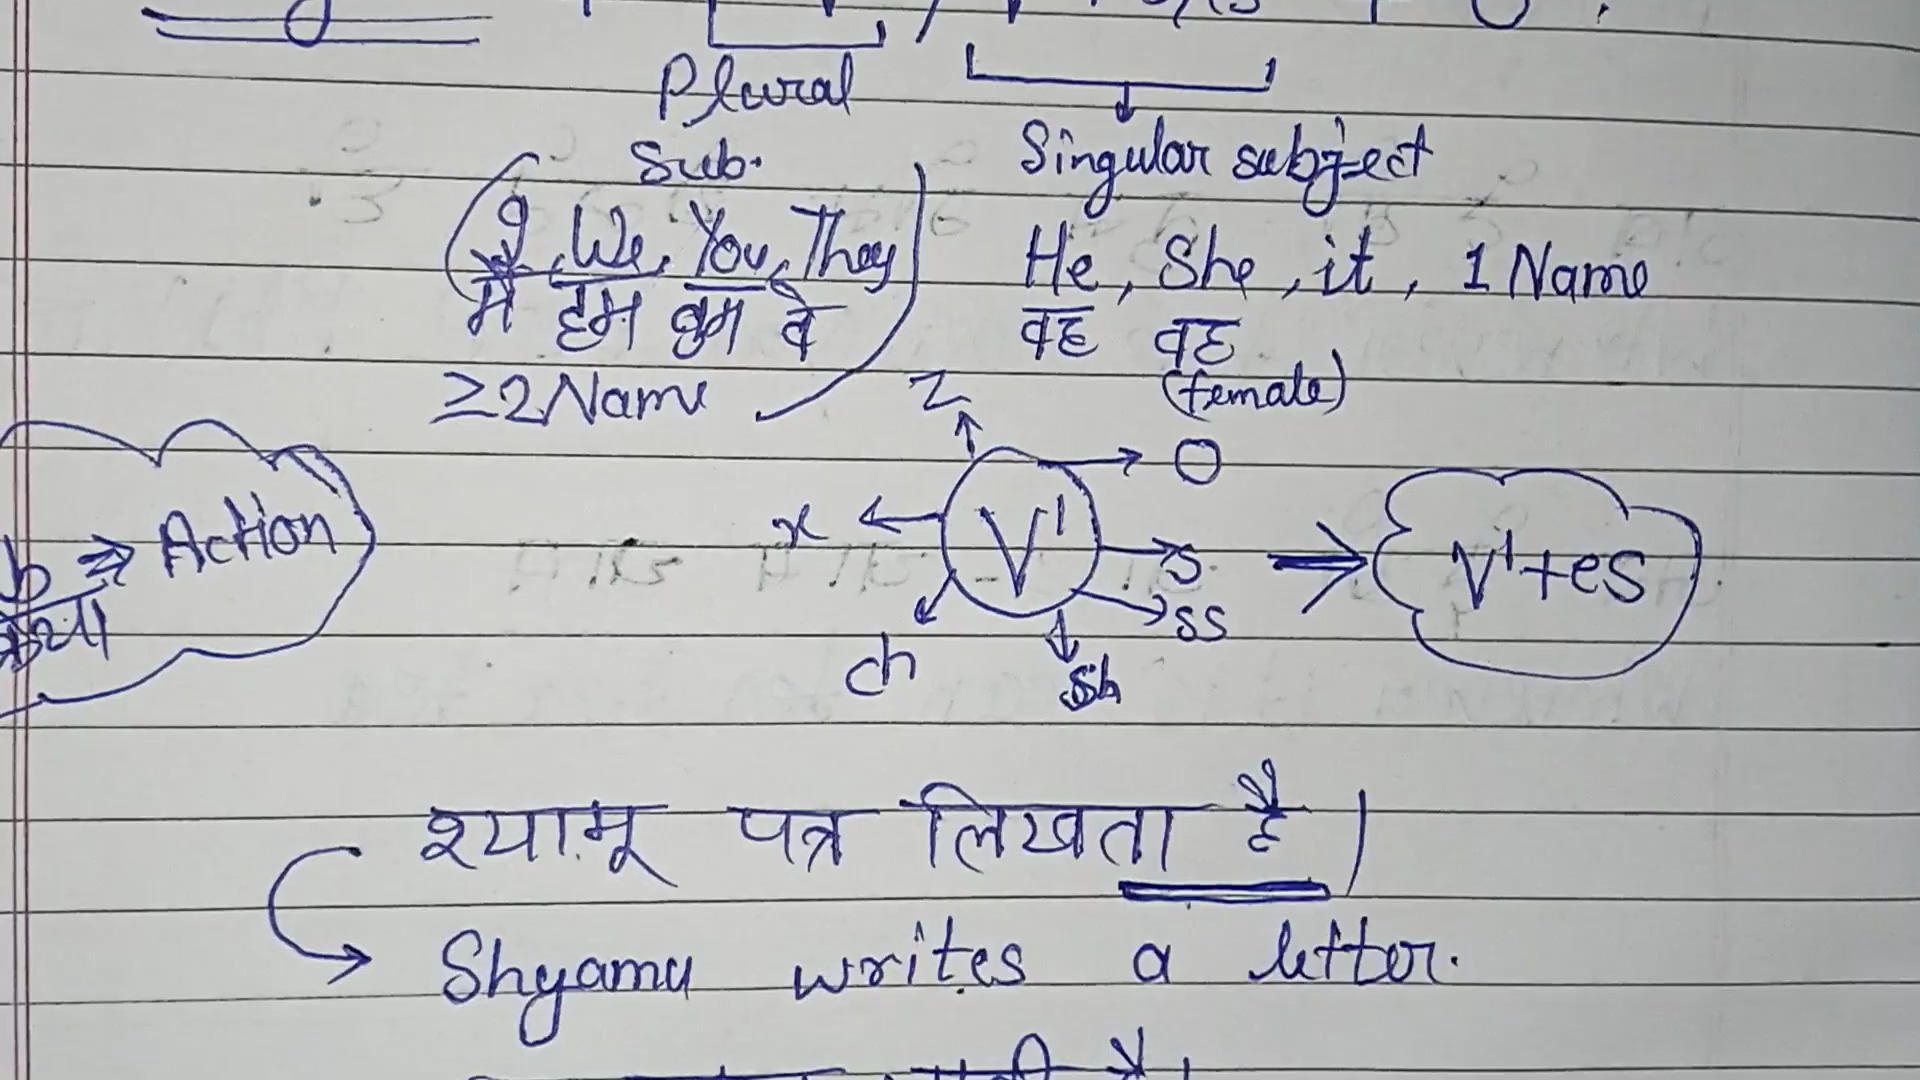 Plural
Sub.
Singular subject
I, We, You, They
He, She, it, 1 Name
मैं हम तुम वे
वह वह
≥2 Name
(female)
Z
O
x
V¹
S
ss
ch
sh
⇒ V¹+es
b ⇒ Action
श्यामू पत्र लिखता है।
Shyamu writes a letter.